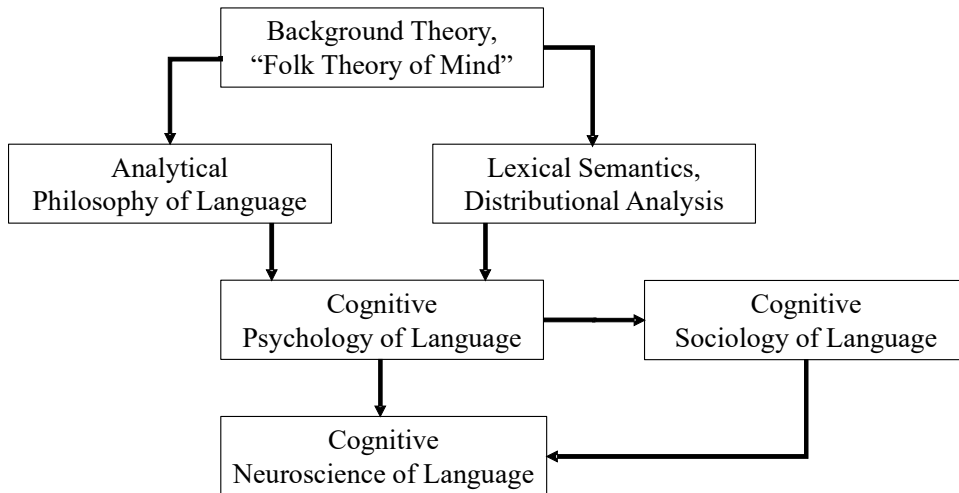 Background Theory,
“Folk Theory of Mind”
Analytical
Philosophy of Language
Lexical Semantics,
Distributional Analysis
Cognitive
Psychology of Language
Cognitive
Sociology of Language
Cognitive
Neuroscience of Language